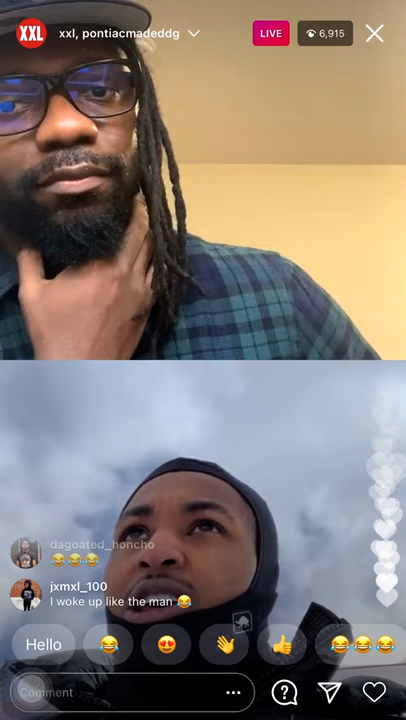 XXL
xxl, pontiacmadeddg
LIVE
6,915
dagoated_honcho
😂😂😂
jxmxl_100
I woke up like the man 😂
Hello
😂
😍
👋
👍
😂😂😂
Comment